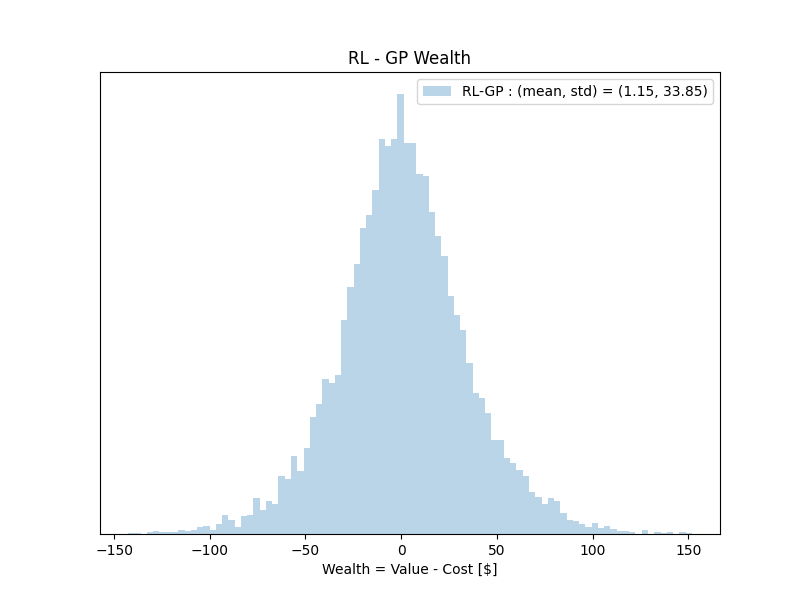 RL - GP Wealth
RL-GP : (mean, std) = (1.15, 33.85)
−150 −100 −50 0 50 100 150
Wealth = Value - Cost [$]